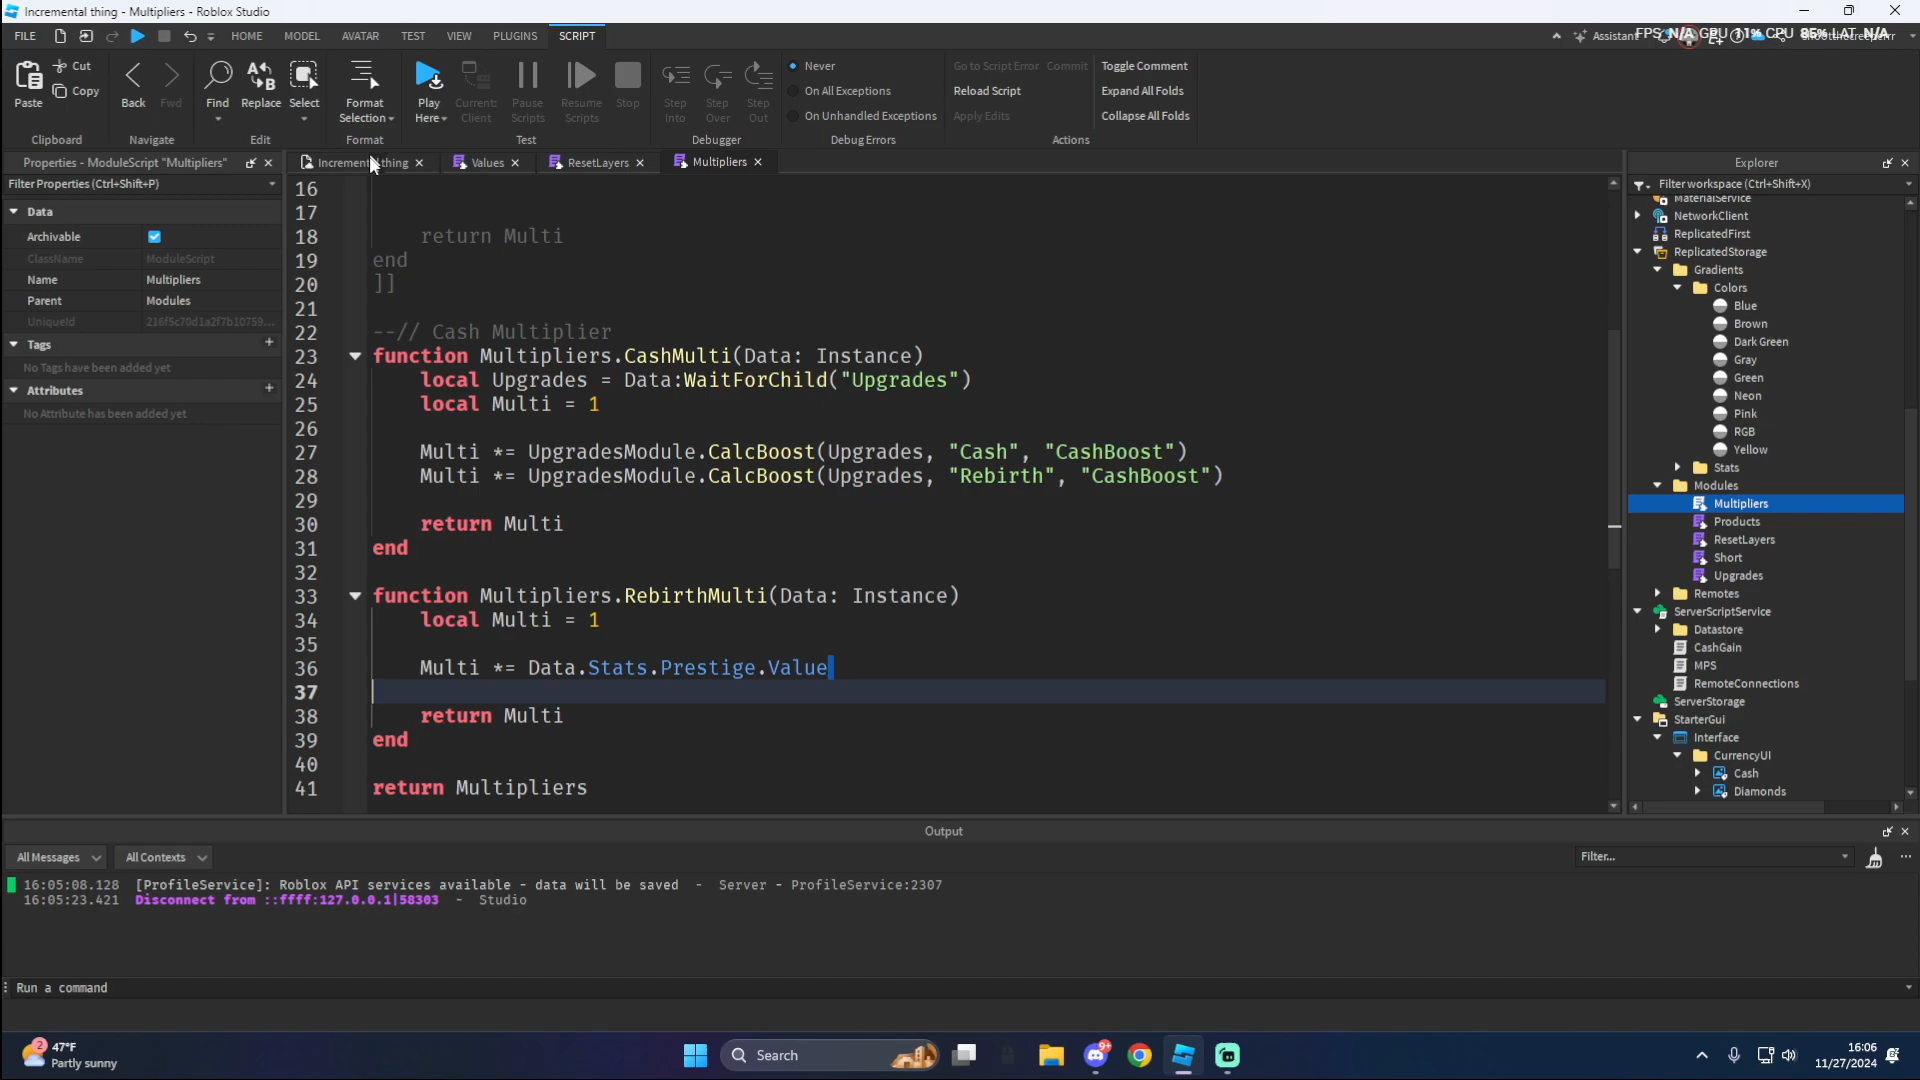 Incremental thing - Multipliers - Roblox Studio
FILE HOME MODEL AVATAR TEST VIEW PLUGINS SCRIPT Assistant
FPS N/A GPU 11% CPU 85% LAT N/A
Paste Cut Copy Back Fwd Find Replace Select Format Selection Play Here Current: Client Pause Scripts Resume Scripts Stop Step Into Step Over Step Out
Never
On All Exceptions
On Unhandled Exceptions
Go to Script Error Commit
Reload Script
Apply Edits
Toggle Comment
Expand All Folds
Collapse All Folds
Clipboard Navigate Edit Format Test Debugger Debug Errors Actions
Properties - ModuleScript "Multipliers"
Filter Properties (Ctrl+Shift+P)
Data
Archivable
ClassName ModuleScript
Name Multipliers
Parent Modules
UniqueId 216f5c70d1a2f7b10759...
Tags +
No Tags have been added yet
Attributes +
No Attribute has been added yet
Incremental thing Values ResetLayers Multipliers
16
17
18 return Multi
19 end
20 ]]
21
22 --// Cash Multiplier
23 function Multipliers.CashMulti(Data: Instance)
24 local Upgrades = Data:WaitForChild("Upgrades")
25 local Multi = 1
26
27 Multi *= UpgradesModule.CalcBoost(Upgrades, "Cash", "CashBoost")
28 Multi *= UpgradesModule.CalcBoost(Upgrades, "Rebirth", "CashBoost")
29
30 return Multi
31 end
32
33 function Multipliers.RebirthMulti(Data: Instance)
34 local Multi = 1
35
36 Multi *= Data.Stats.Prestige.Value
37
38 return Multi
39 end
40
41 return Multipliers
Explorer
Filter workspace (Ctrl+Shift+X)
MaterialService
NetworkClient
ReplicatedFirst
ReplicatedStorage
Gradients
Colors
Blue
Brown
Dark Green
Gray
Green
Neon
Pink
RGB
Yellow
Stats
Modules
Multipliers
Products
ResetLayers
Short
Upgrades
Remotes
ServerScriptService
Datastore
CashGain
MPS
RemoteConnections
ServerStorage
StarterGui
Interface
CurrencyUI
Cash
Diamonds
Output
All Messages All Contexts Filter...
16:05:08.128 [ProfileService]: Roblox API services available - data will be saved - Server - ProfileService:2307
16:05:23.421 Disconnect from ::ffff:127.0.0.1|58303 - Studio
Run a command
2 47°F
Partly sunny
Search
9+
16:06
11/27/2024